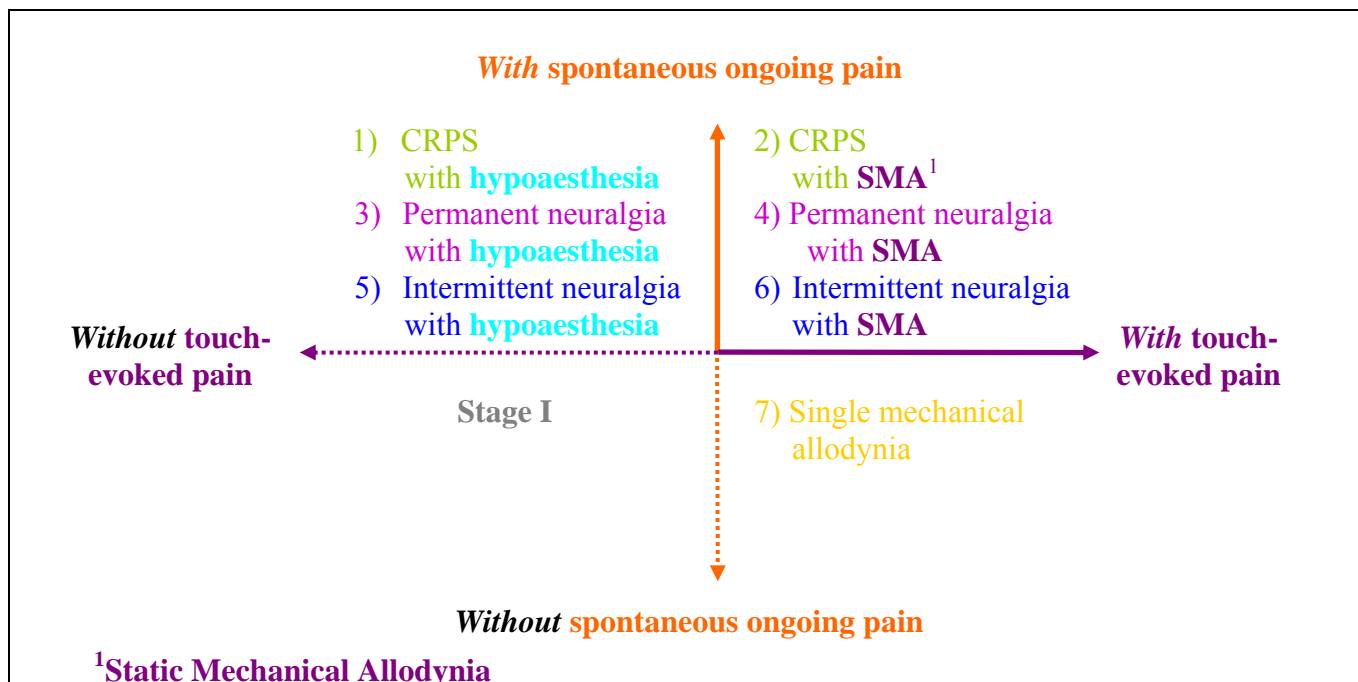 With spontaneous ongoing pain
1) CRPS
with hypoaesthesia
2) CRPS
with SMA1
3) Permanent neuralgia
with hypoaesthesia
4) Permanent neuralgia
with SMA
5) Intermittent neuralgia
with hypoaesthesia
6) Intermittent neuralgia
with SMA
Without touch-
evoked pain
With touch-
evoked pain
Stage I
7) Single mechanical
allodynia
Without spontaneous ongoing pain
1Static Mechanical Allodynia